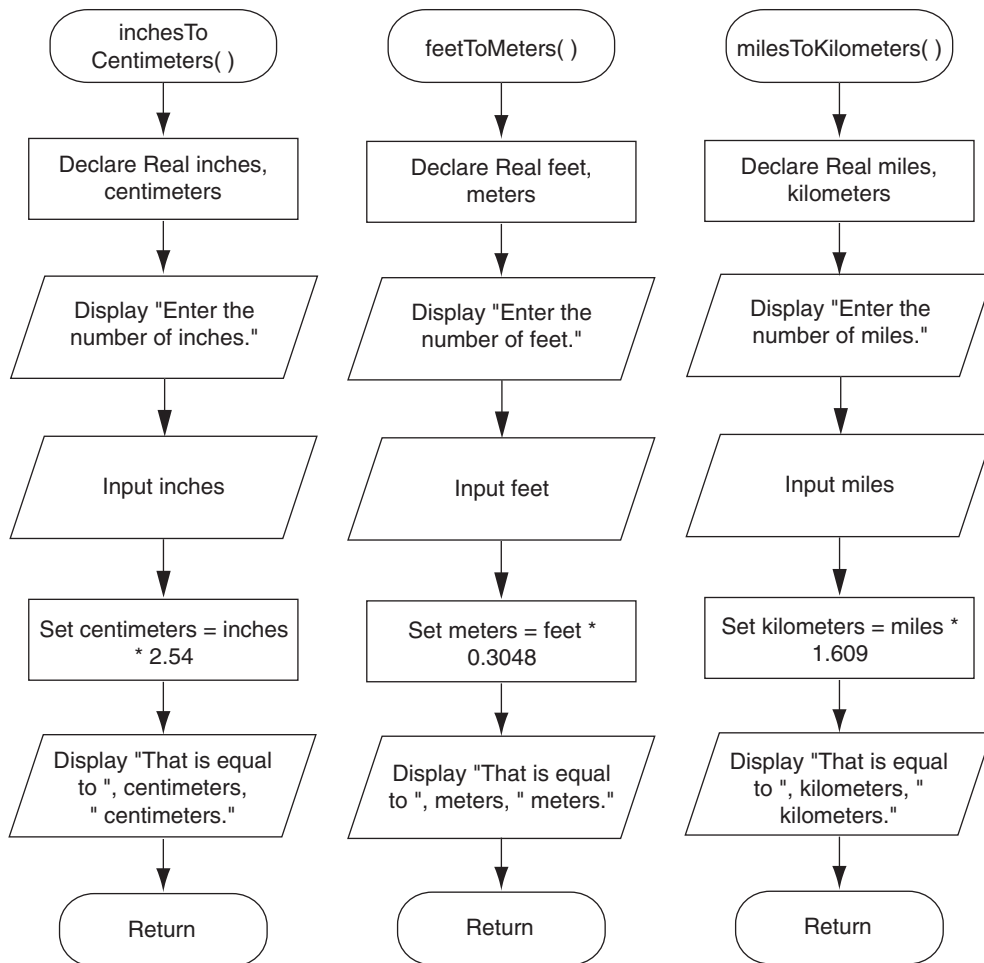 inchesTo
Centimeters( )
Declare Real inches,
centimeters
Display "Enter the
number of inches."
Input inches
Set centimeters = inches
* 2.54
Display "That is equal
to ", centimeters,
" centimeters."
Return
feetToMeters( )
Declare Real feet,
meters
Display "Enter the
number of feet."
Input feet
Set meters = feet *
0.3048
Display "That is equal
to ", meters, " meters."
Return
milesToKilometers( )
Declare Real miles,
kilometers
Display "Enter the
number of miles."
Input miles
Set kilometers = miles *
1.609
Display "That is equal
to ", kilometers, "
kilometers."
Return